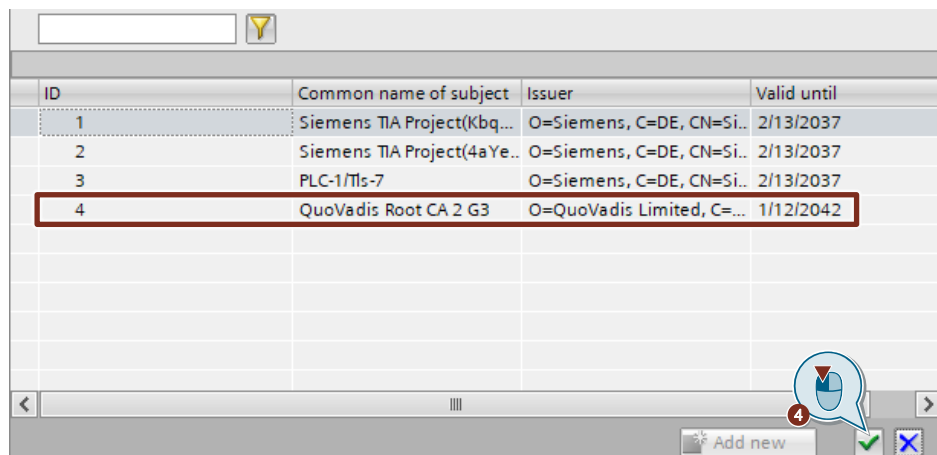 ID Common name of subject Issuer Valid until
1 Siemens TIA Project(Kbq... O=Siemens, C=DE, CN=Si.. 2/13/2037
2 Siemens TIA Project(4aYe.. O=Siemens, C=DE, CN=Si.. 2/13/2037
3 PLC-1/Tls-7 O=Siemens, C=DE, CN=Si.. 2/13/2037
4 QuoVadis Root CA 2 G3 O=QuoVadis Limited, C=... 1/12/2042
4
Add new